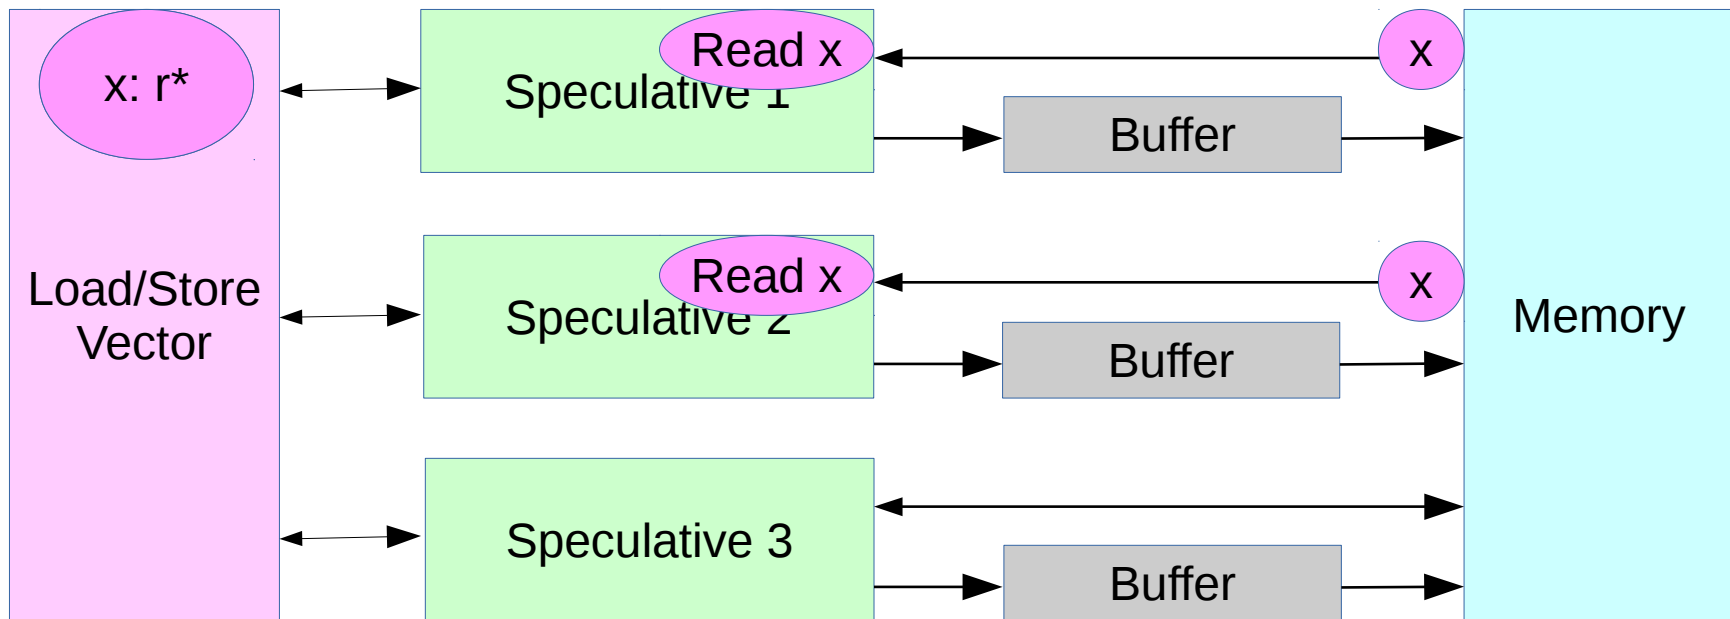 x: r*
Load/Store
Vector
Read x
Speculative 1
x
Buffer
Read x
Speculative 2
x
Buffer
Speculative 3
Buffer
Memory